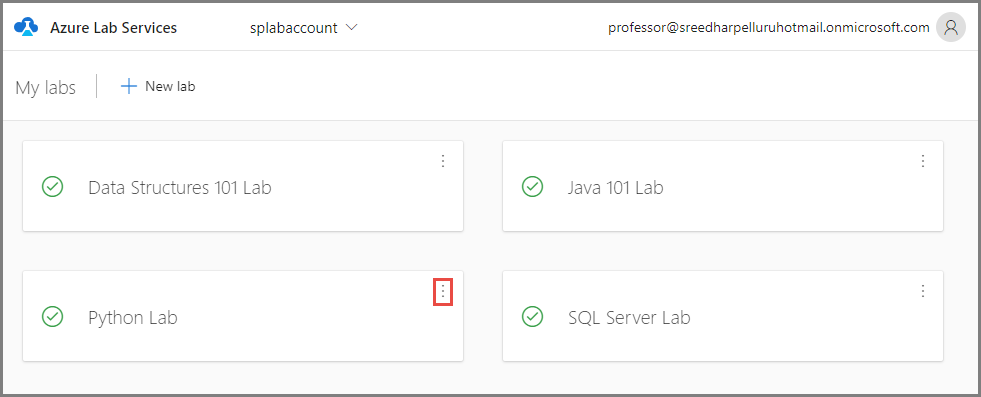 Azure Lab Services
splabaccount
professor@sreedharpelluruhotmail.onmicrosoft.com
My labs
New lab
Data Structures 101 Lab
Java 101 Lab
Python Lab
SQL Server Lab